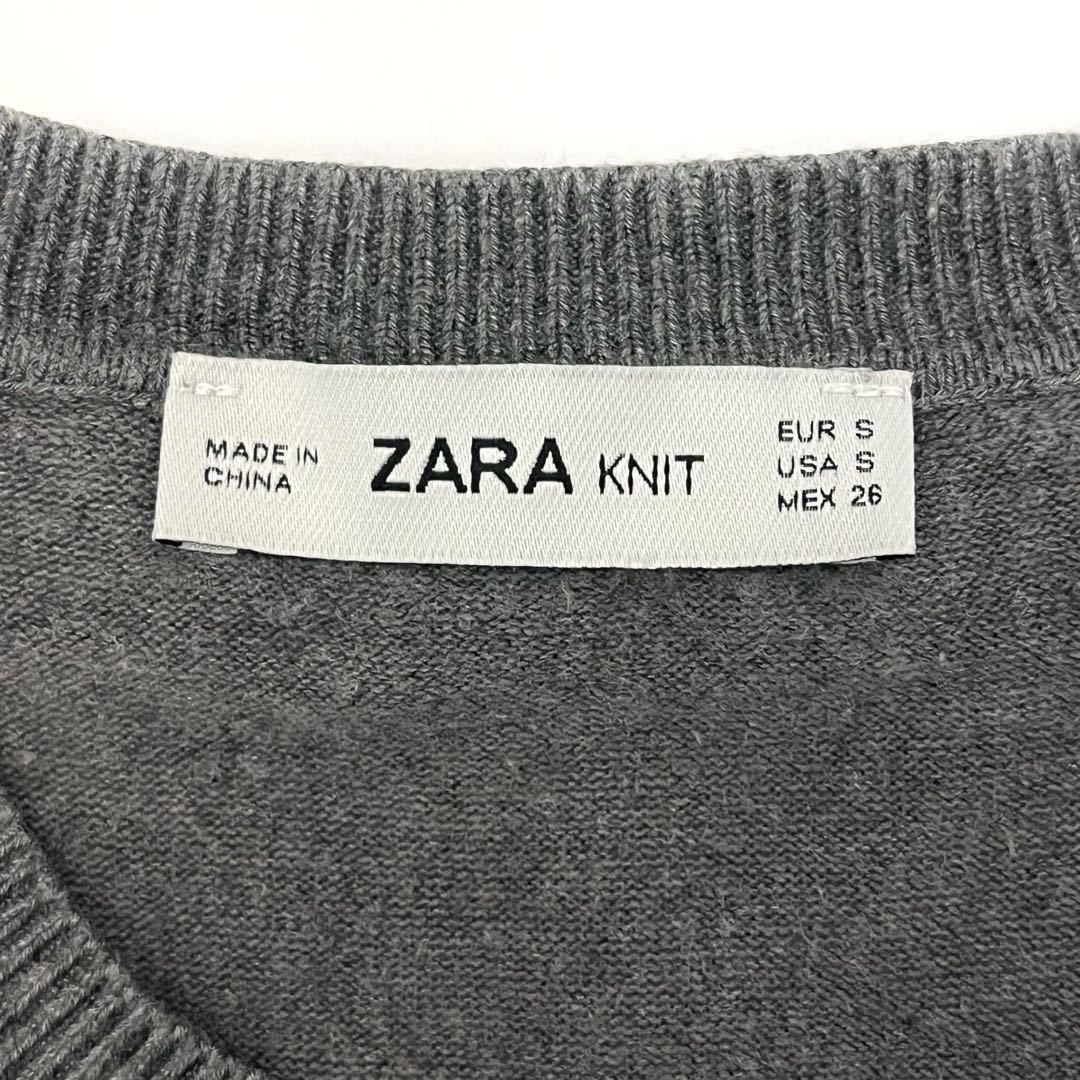 MADE IN
CHINA
ZARA KNIT
EUR S
USA S
MEX 26